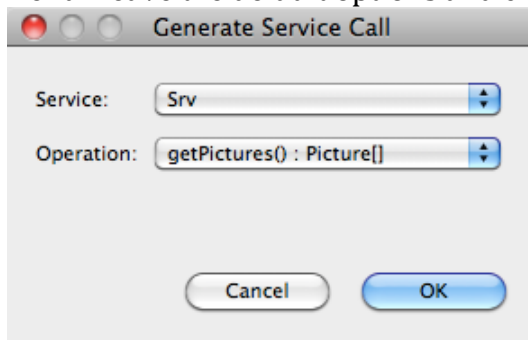 Generate Service Call
Service: Srv
Operation: getPictures() : Picture[]
Cancel OK